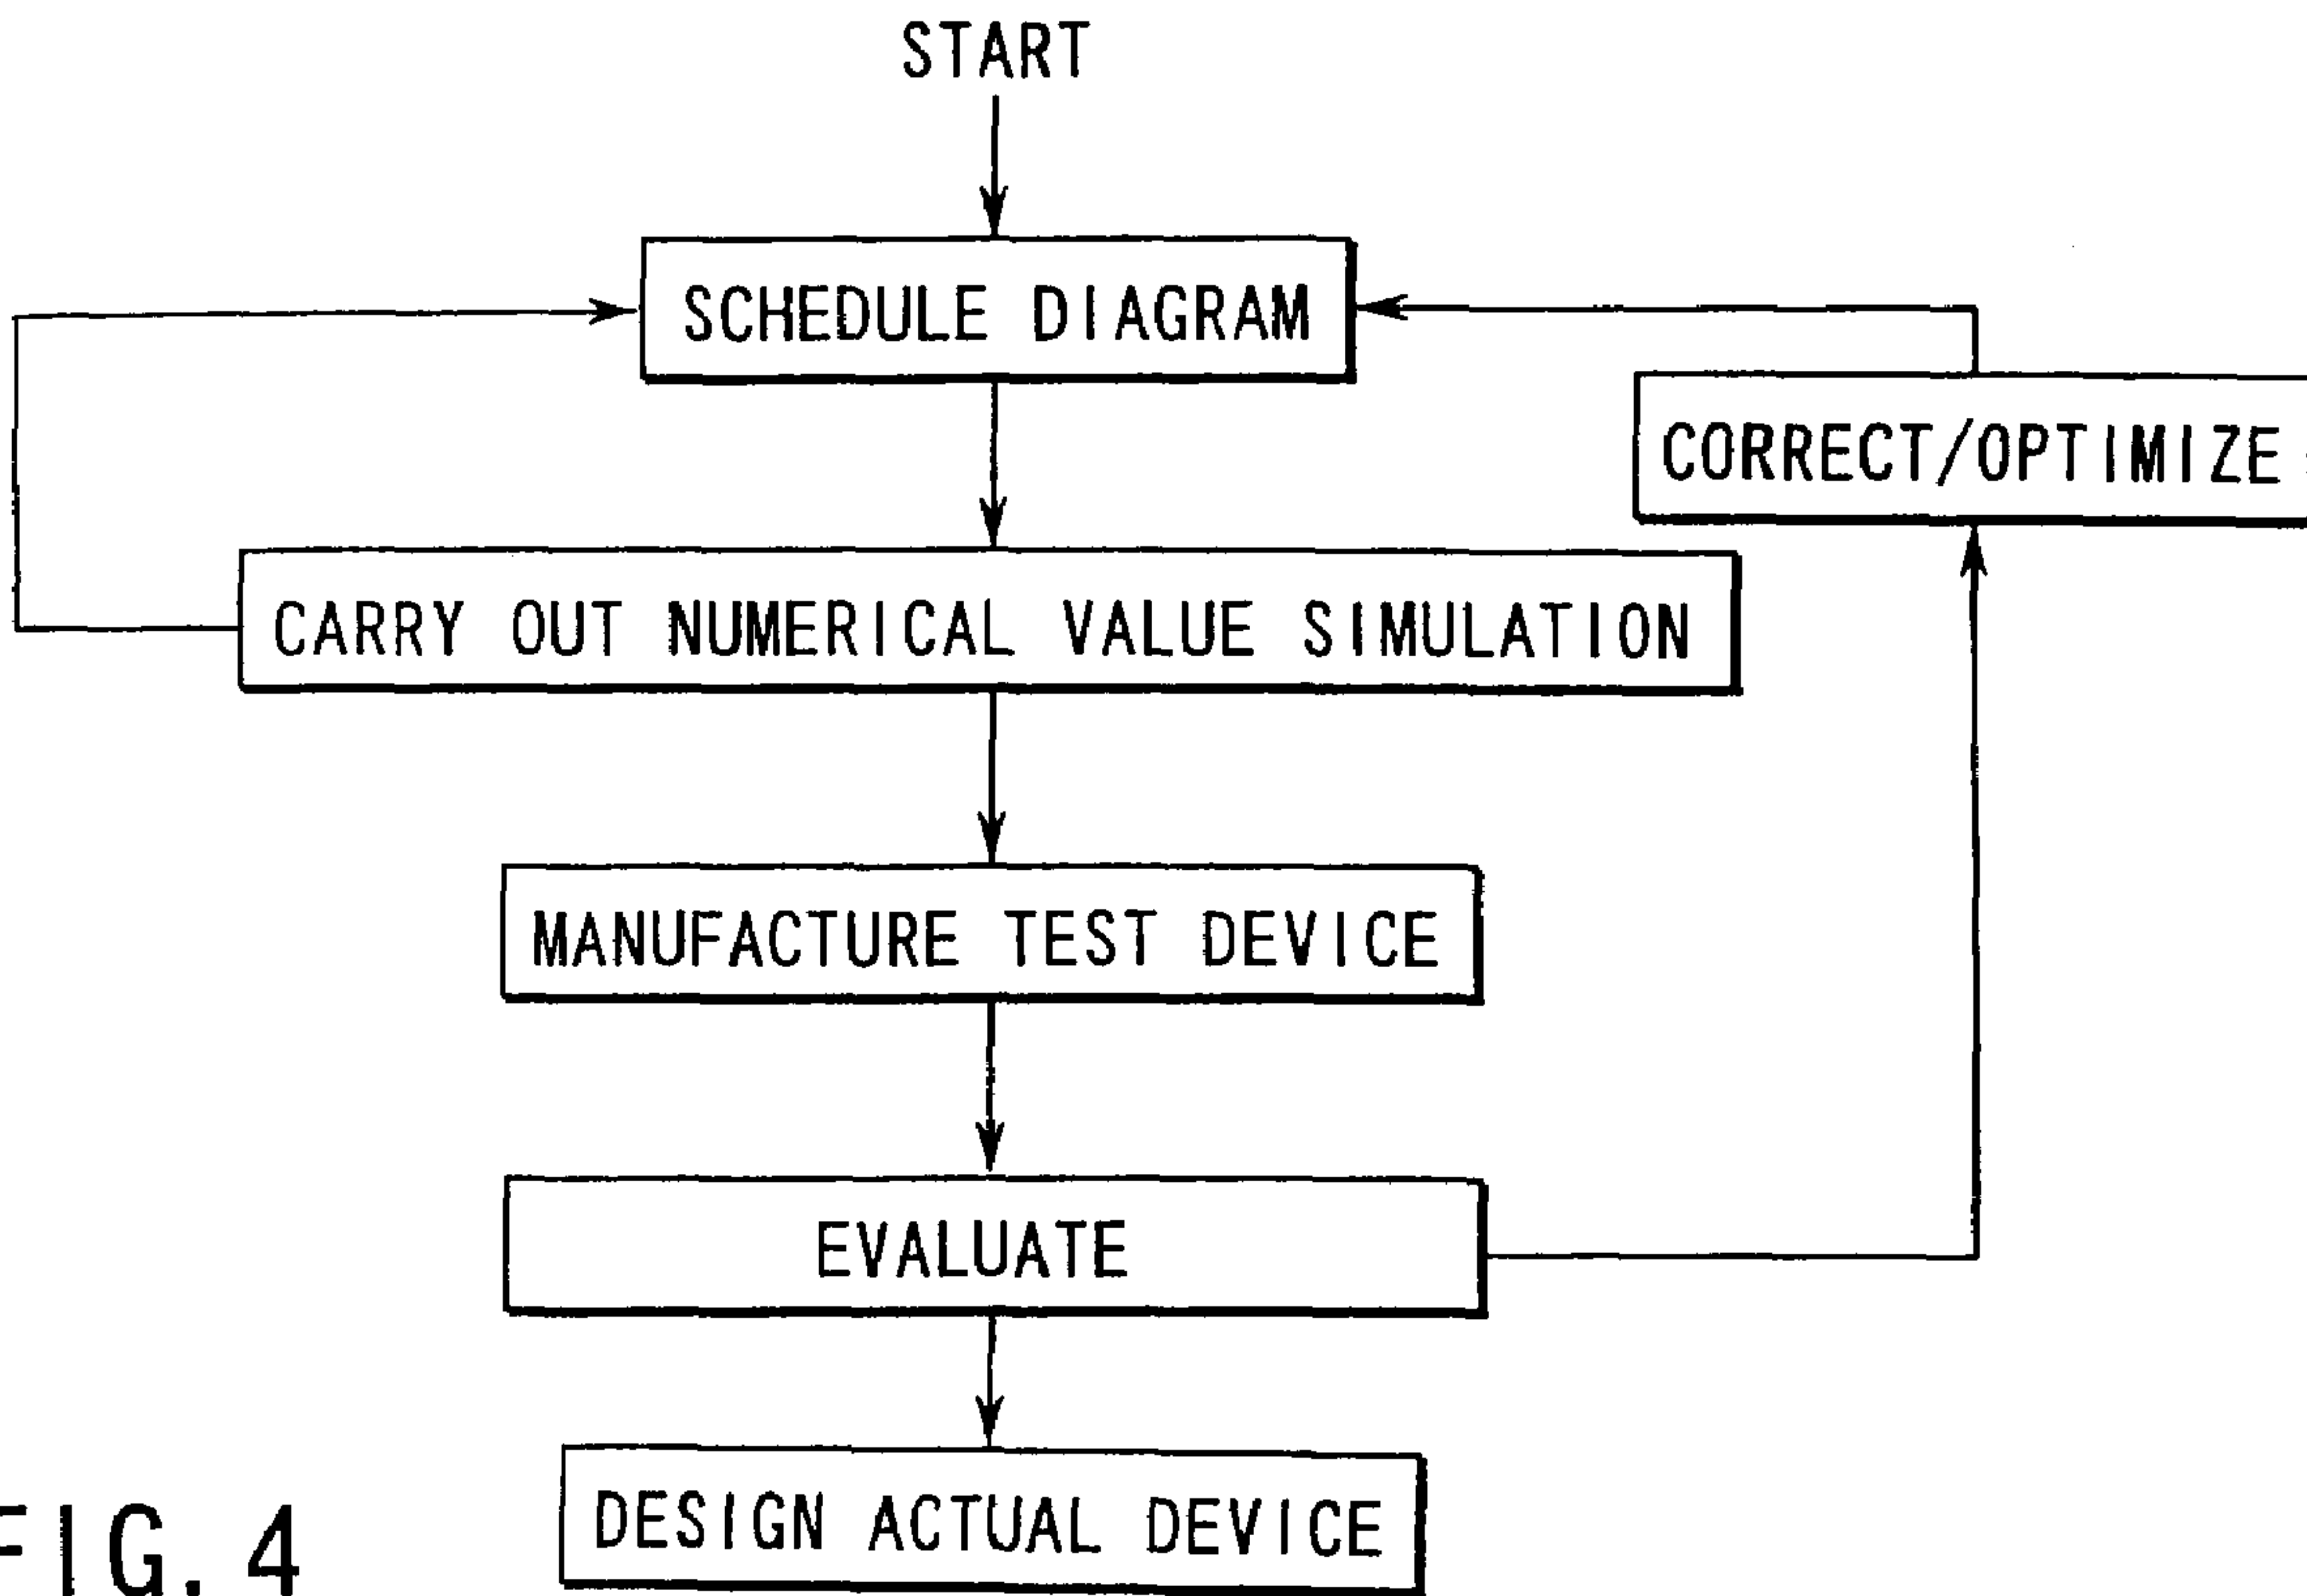 START
SCHEDULE DIAGRAM
CORRECT/OPTIMIZE
CARRY OUT NUMERICAL VALUE SIMULATION
MANUFACTURE TEST DEVICE
EVALUATE
DESIGN ACTUAL DEVICE
FIG. 4